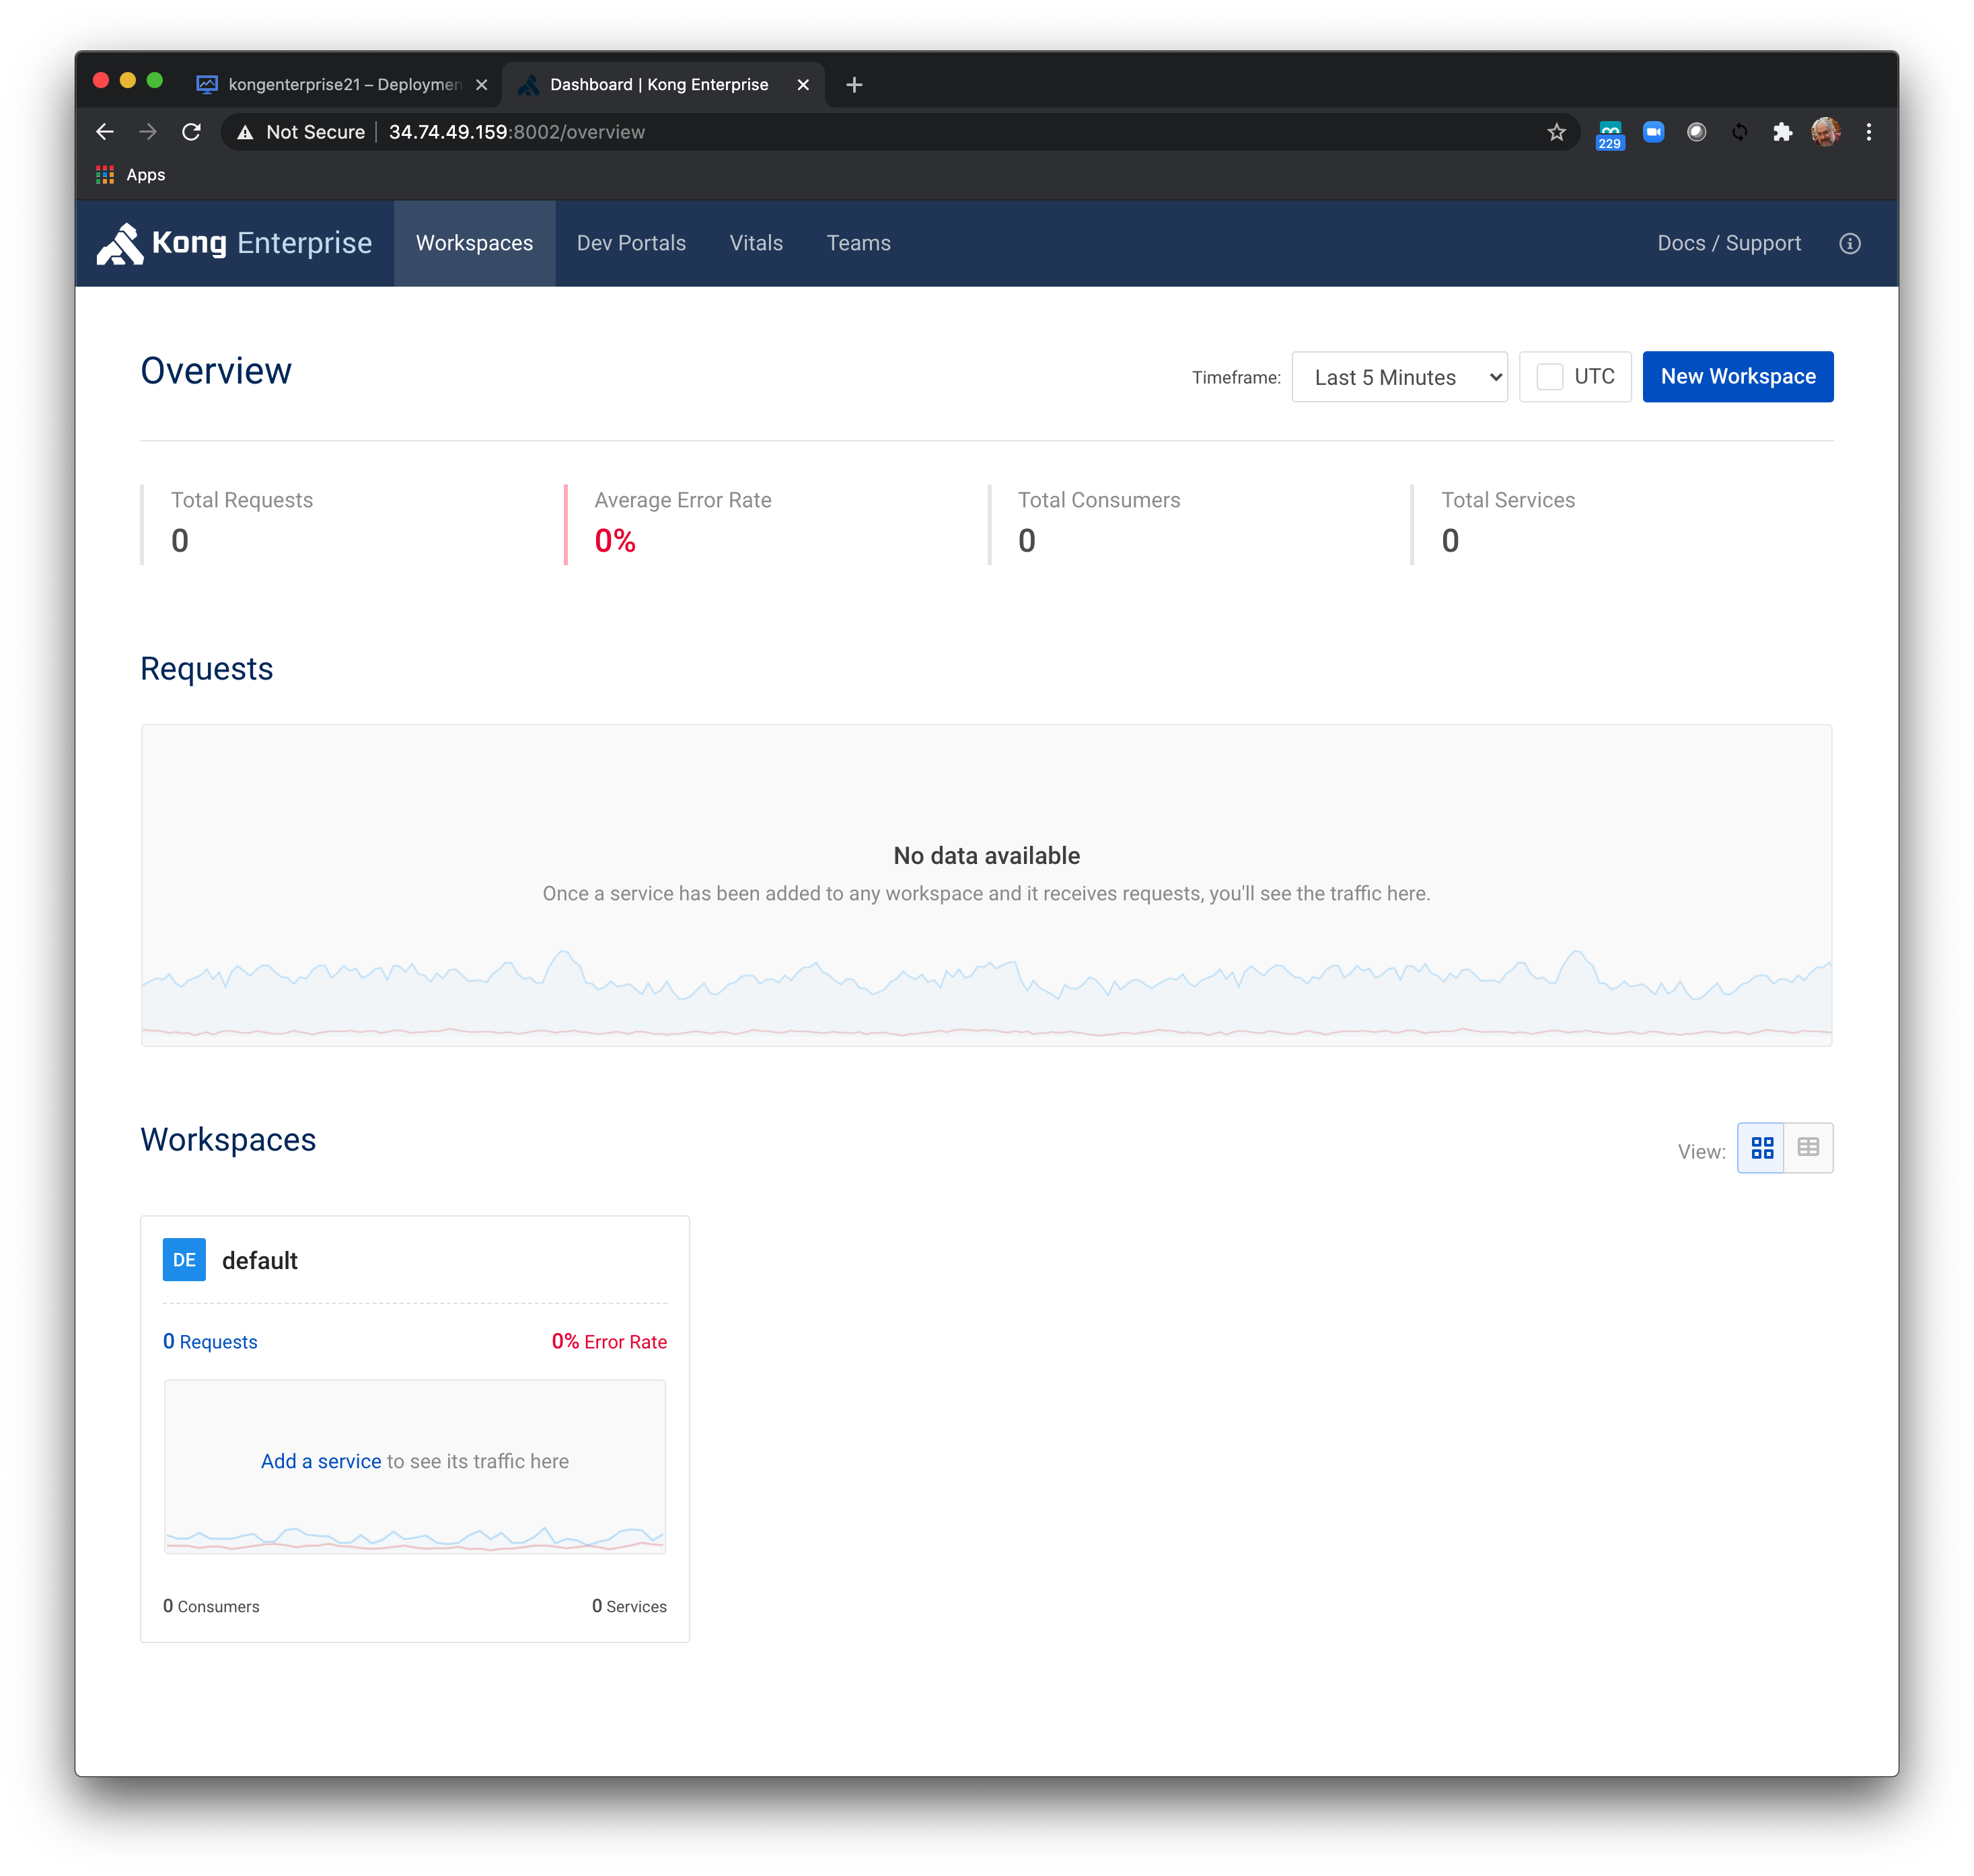 kongenterprise21 – Deploymen
Dashboard | Kong Enterprise
Not Secure 34.74.49.159:8002/overview
229
Apps
Kong Enterprise Workspaces Dev Portals Vitals Teams Docs / Support
Overview
Timeframe: Last 5 Minutes UTC New Workspace
Total Requests
0
Average Error Rate
0%
Total Consumers
0
Total Services
0
Requests
No data available
Once a service has been added to any workspace and it receives requests, you'll see the traffic here.
Workspaces
View:
DE default
0 Requests 0% Error Rate
Add a service to see its traffic here
0 Consumers 0 Services